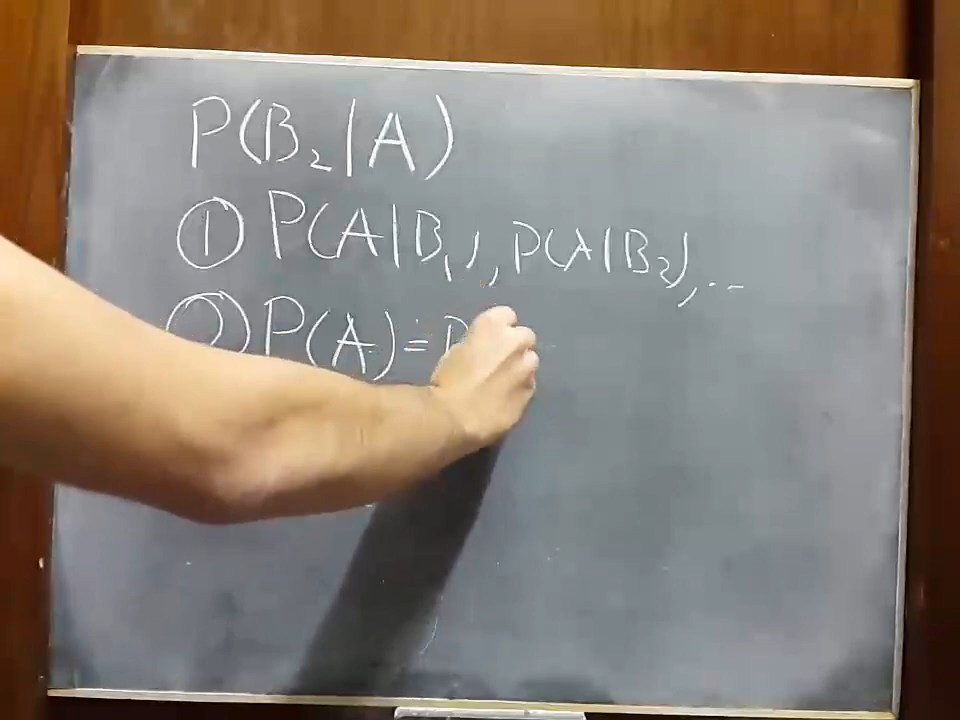 P(B₂|A)
① P(A|B₁), P(A|B₂), ...
② P(A) = P